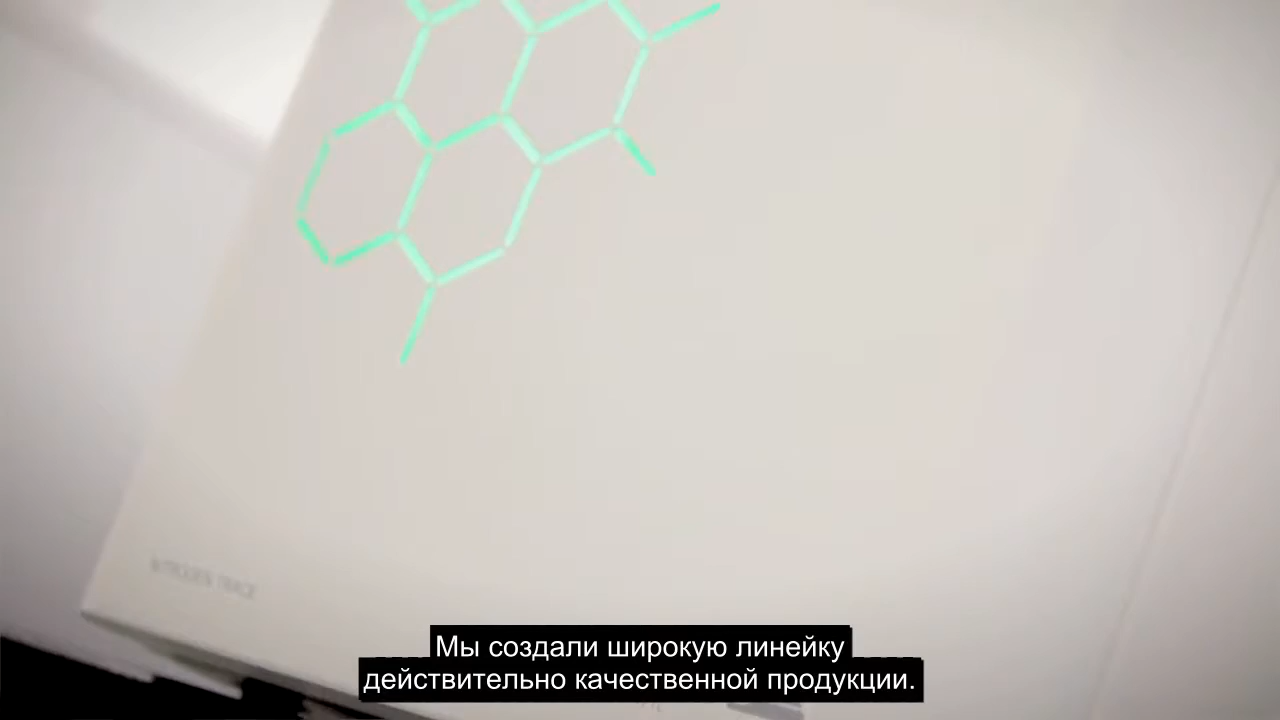 Мы создали широкую линейку
действительно качественной продукции.